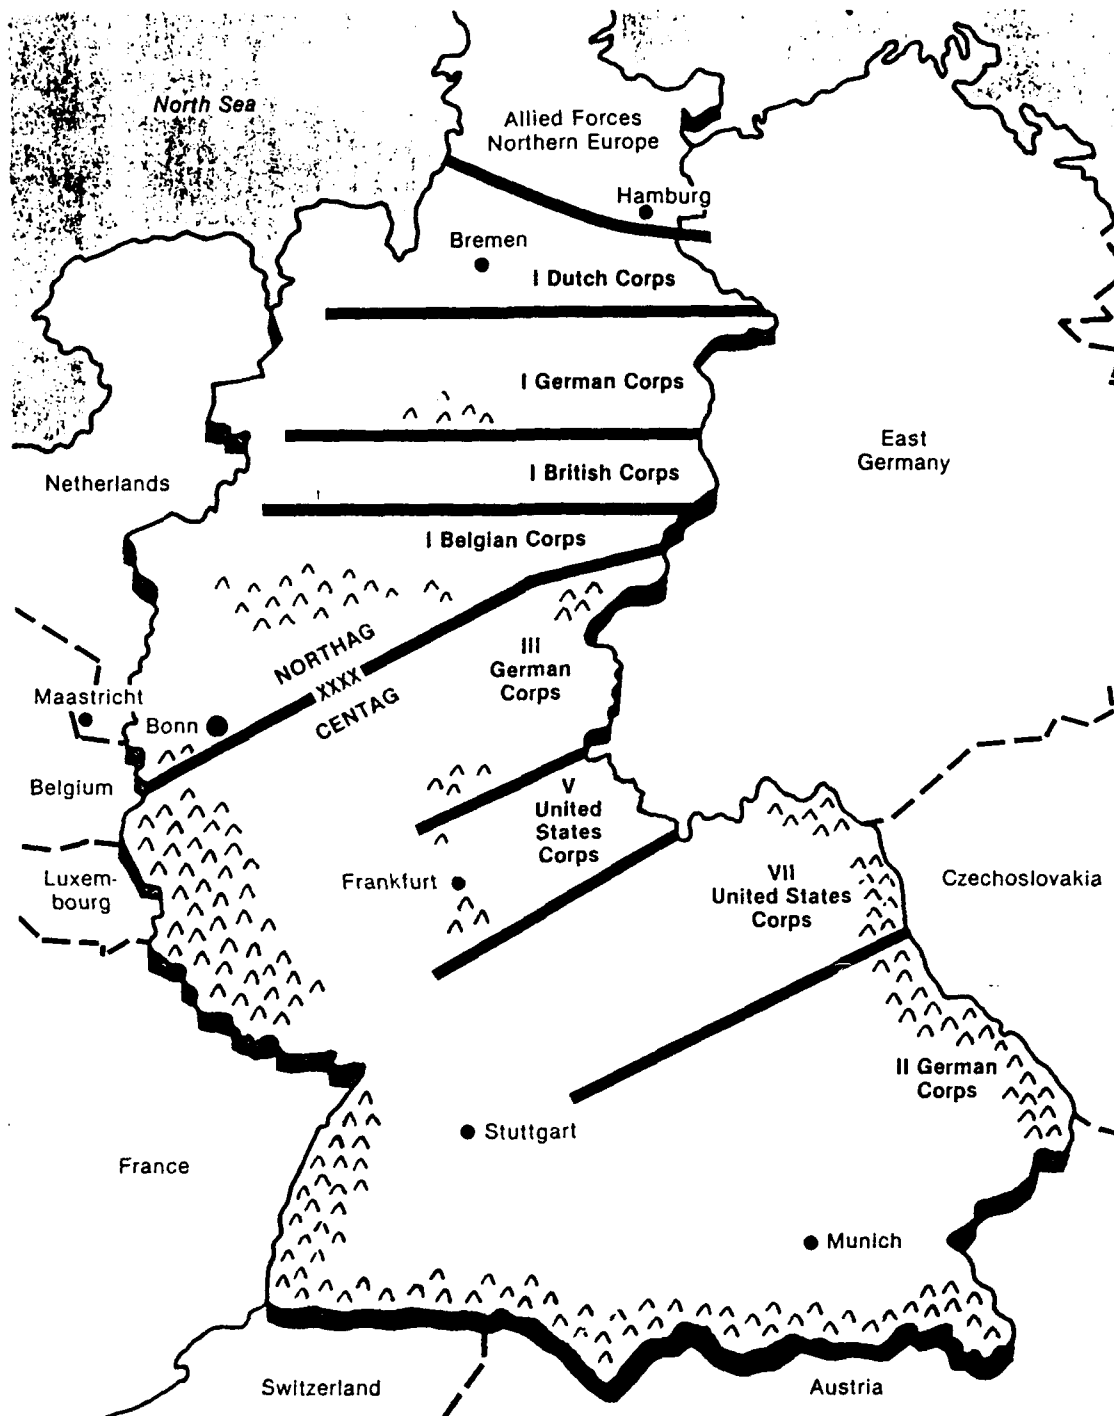 North Sea
Allied Forces
Northern Europe
Hamburg
Bremen
I Dutch Corps
I German Corps
East
Germany
I British Corps
Netherlands
I Belgian Corps
NORTHAG
XXXX
CENTAG
III
German
Corps
Maastricht
Bonn
Belgium
V
United
States
Corps
Luxem-
bourg
Frankfurt
VII
United States
Corps
Czechoslovakia
II German
Corps
Stuttgart
France
Munich
Switzerland
Austria